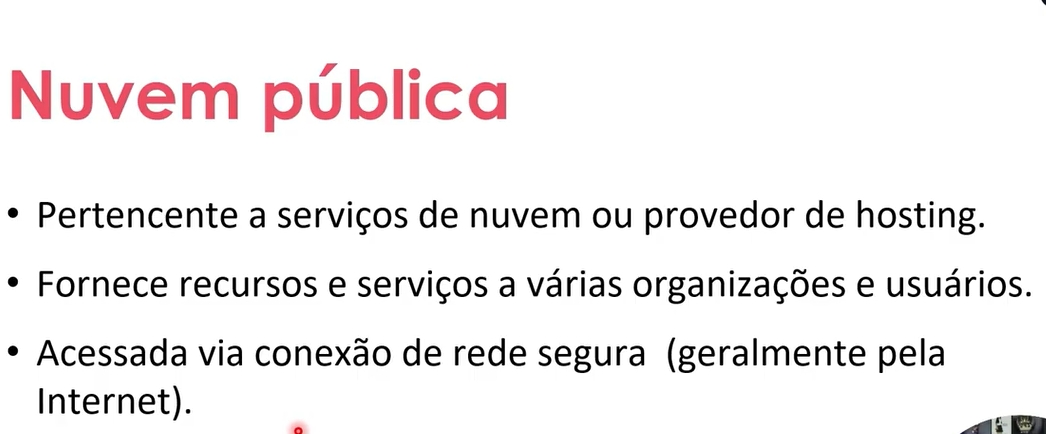 Nuvem pública
• Pertencente a serviços de nuvem ou provedor de hosting.
• Fornece recursos e serviços a várias organizações e usuários.
• Acessada via conexão de rede segura  (geralmente pela
Internet).